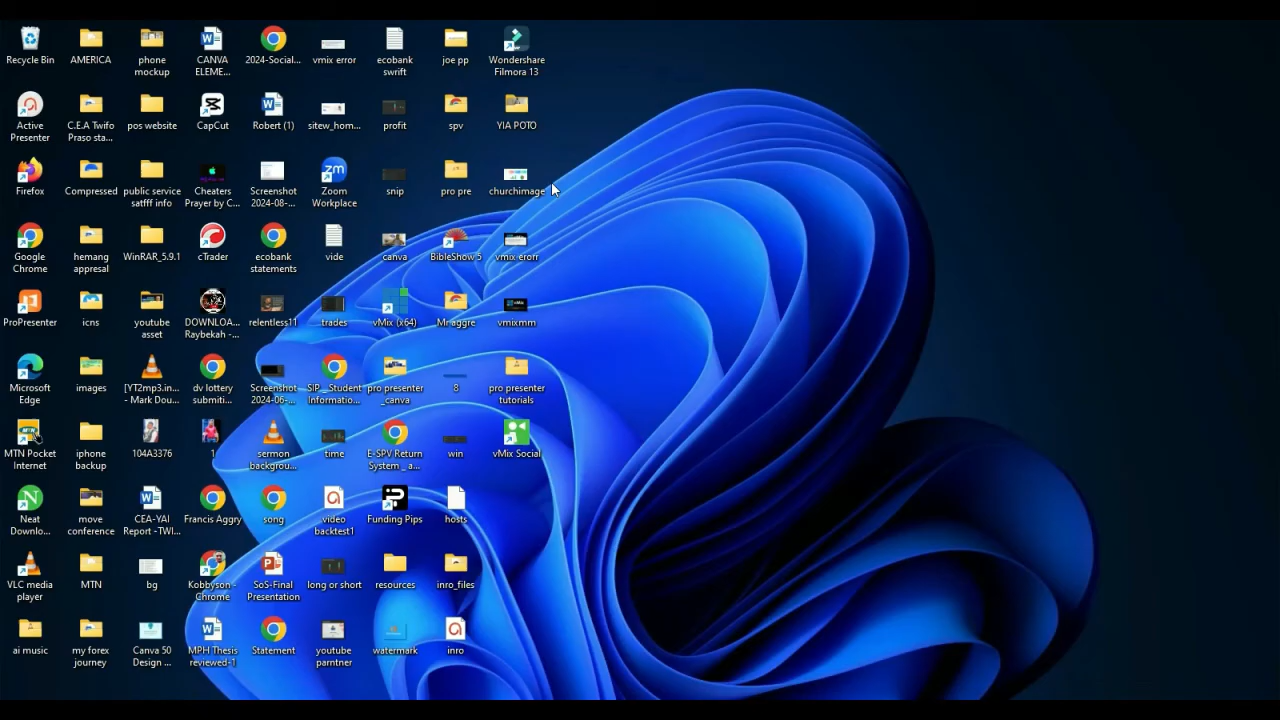 Recycle Bin
AMERICA
phone
mockup
CANVA
ELEME...
2024-Social...
vmix error
ecobank
swrift
joe pp
Wondershare
Filmora 13
Active
Presenter
C.E.A Twifo
Praso sta...
pos website
CapCut
Robert (1)
sitew_hom...
profit
spv
YIA POTO
Firefox
Compressed
public service
satfff info
Cheaters
Prayer by C...
Screenshot
2024-08-...
Zoom
Workplace
snip
pro pre
churchimage
Google
Chrome
hemang
appresal
WinRAR_5.9.1
cTrader
ecobank
statements
vide
canva
BibleShow 5
vmix erorr
ProPresenter
icns
youtube
asset
DOWNLOA...
Raybekah -...
relentless11
trades
vMix (x64)
Mr aggre
vmixmm
Microsoft
Edge
images
[YT2mp3.in...
- Mark Dou...
dv lottery
submiti...
Screenshot
2024-06-...
SIP__Student
Informatio...
pro presenter
_canva
8
pro presenter
tutorials
MTN Pocket
Internet
iphone
backup
104A3376
1
sermon
backgrou...
time
E-SPV Return
System _ a...
win
vMix Social
Neat
Downlo...
move
conference
CEA-YAI
Report -TWI...
Francis Aggry
song
video
backtest1
Funding Pips
hosts
VLC media
player
MTN
bg
Kobbyson -
Chrome
SoS-Final
Presentation
long or short
resources
inro_files
ai music
my forex
journey
Canva 50
Design ...
MPH Thesis
reviewed-1
Statement
youtube
parntner
watermark
inro